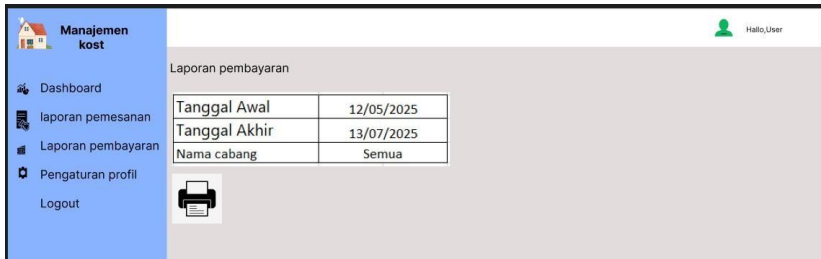 Manajemen
kost
Hallo,User
Dashboard
laporan pemesanan
Laporan pembayaran
Pengaturan profil
Logout
Laporan pembayaran
Tanggal Awal 12/05/2025
Tanggal Akhir 13/07/2025
Nama cabang Semua